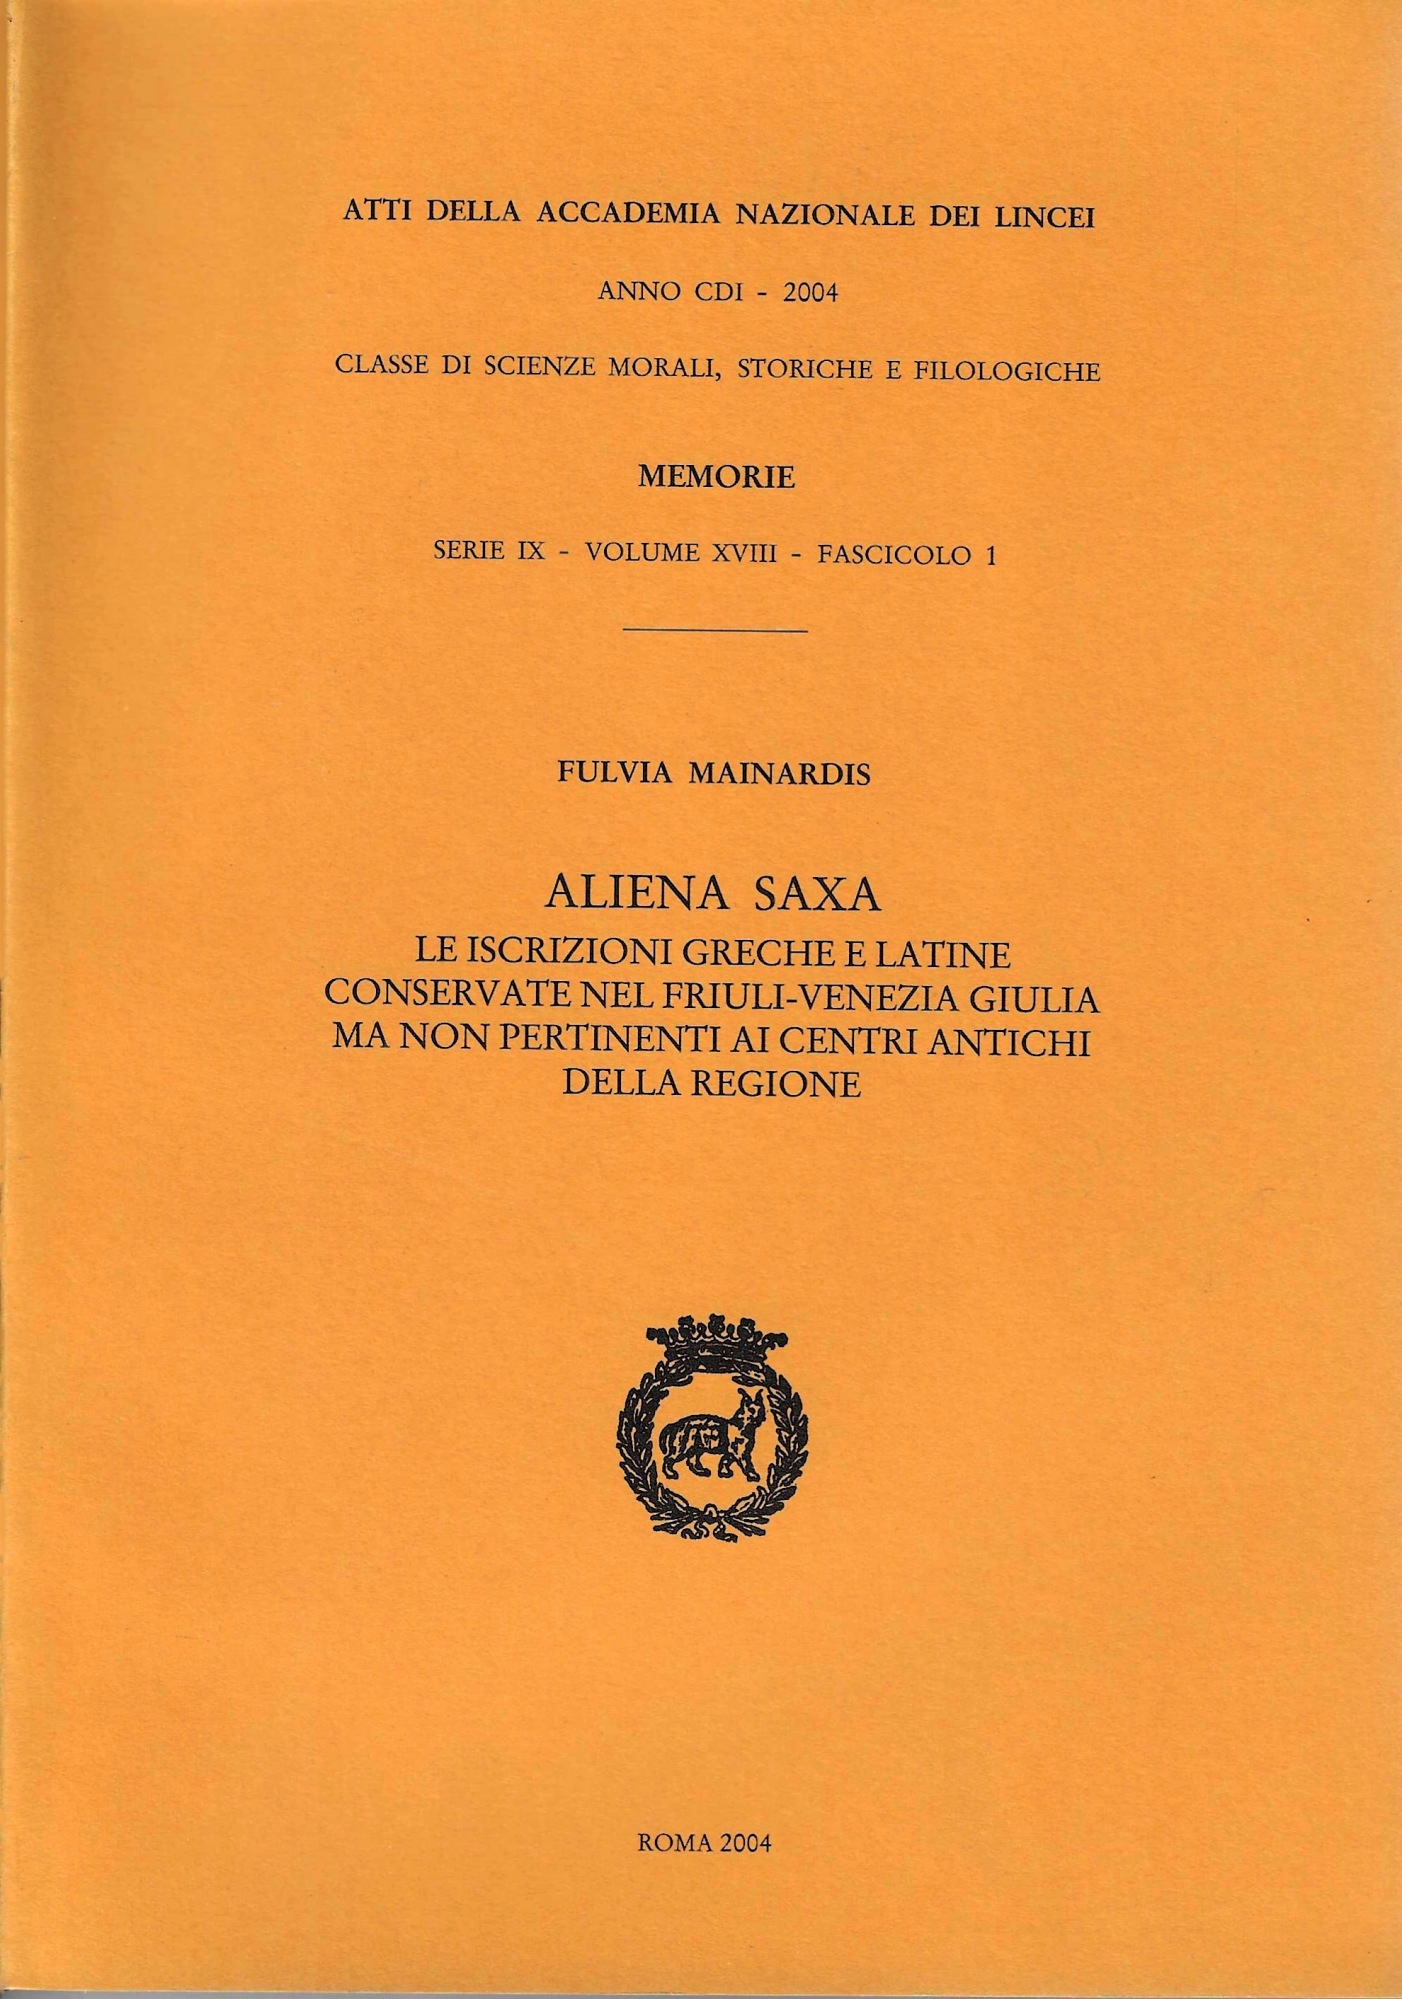 ATTI DELLA ACCADEMIA NAZIONALE DEI LINCEI
ANNO CDI - 2004
CLASSE DI SCIENZE MORALI, STORICHE E FILOLOGICHE
MEMORIE
SERIE IX - VOLUME XVIII - FASCICOLO 1
FULVIA MAINARDIS
ALIENA SAXA
LE ISCRIZIONI GRECHE E LATINE
CONSERVATE NEL FRIULI-VENEZIA GIULIA
MA NON PERTINENTI AI CENTRI ANTICHI
DELLA REGIONE
ROMA 2004